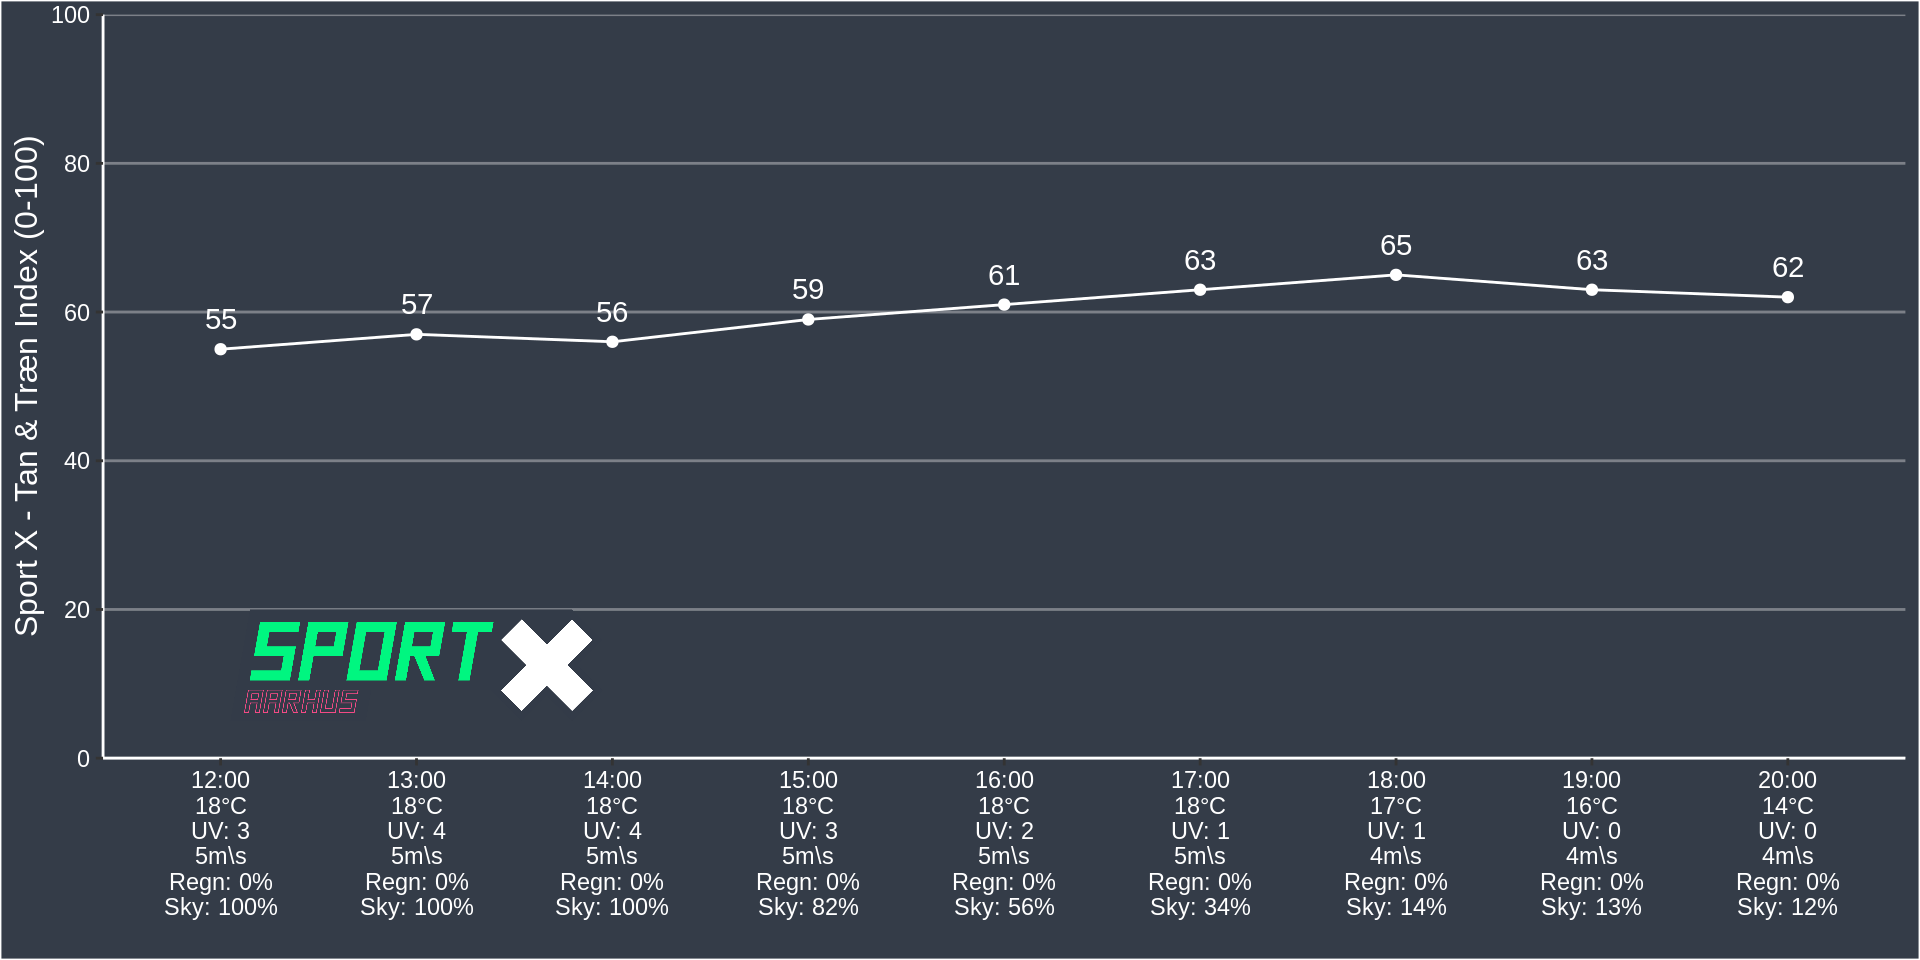 Sport X - Tan & Træn Index (0-100)
100
80
60
40
20
0
55
57
56
59
61
63
65
63
62
SPORT X
AARHUS
12:00
18°C
UV: 3
5m\s
Regn: 0%
Sky: 100%
13:00
18°C
UV: 4
5m\s
Regn: 0%
Sky: 100%
14:00
18°C
UV: 4
5m\s
Regn: 0%
Sky: 100%
15:00
18°C
UV: 3
5m\s
Regn: 0%
Sky: 82%
16:00
18°C
UV: 2
5m\s
Regn: 0%
Sky: 56%
17:00
18°C
UV: 1
5m\s
Regn: 0%
Sky: 34%
18:00
17°C
UV: 1
4m\s
Regn: 0%
Sky: 14%
19:00
16°C
UV: 0
4m\s
Regn: 0%
Sky: 13%
20:00
14°C
UV: 0
4m\s
Regn: 0%
Sky: 12%